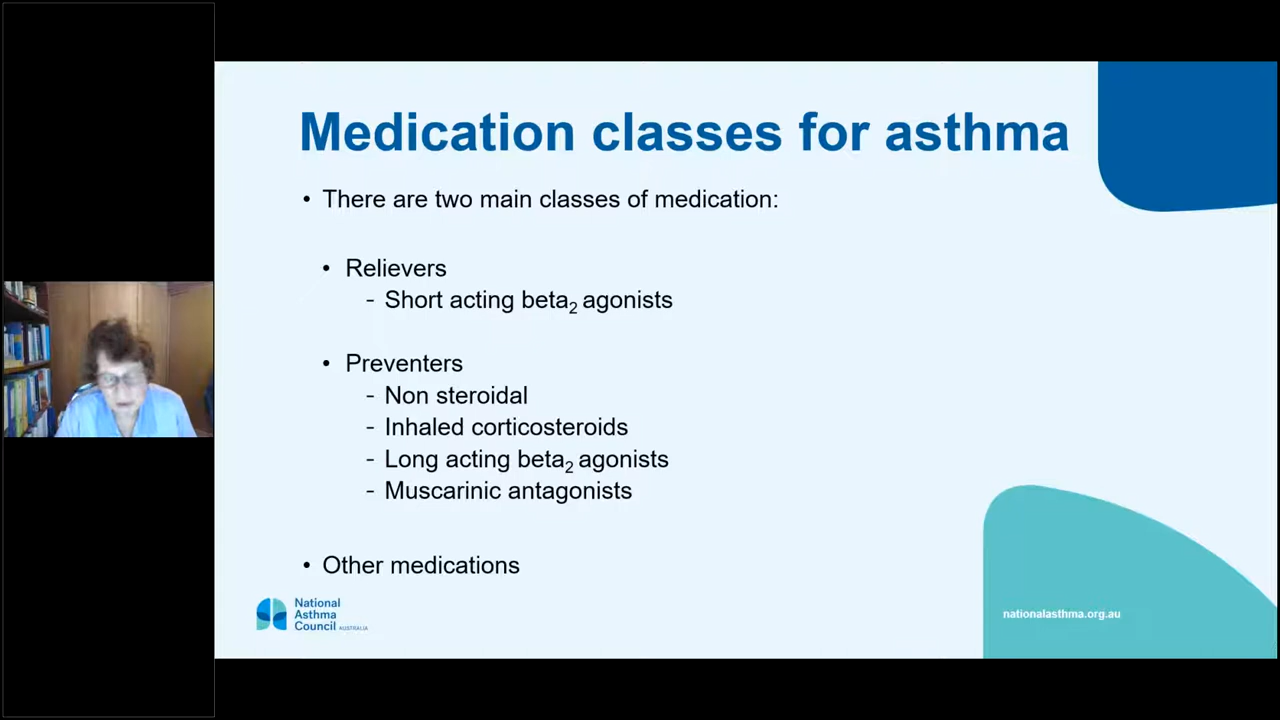 Medication classes for asthma
• There are two main classes of medication:
• Relievers
- Short acting beta2 agonists
• Preventers
- Non steroidal
- Inhaled corticosteroids
- Long acting beta2 agonists
- Muscarinic antagonists
• Other medications
National
Asthma
Council AUSTRALIA
nationalasthma.org.au